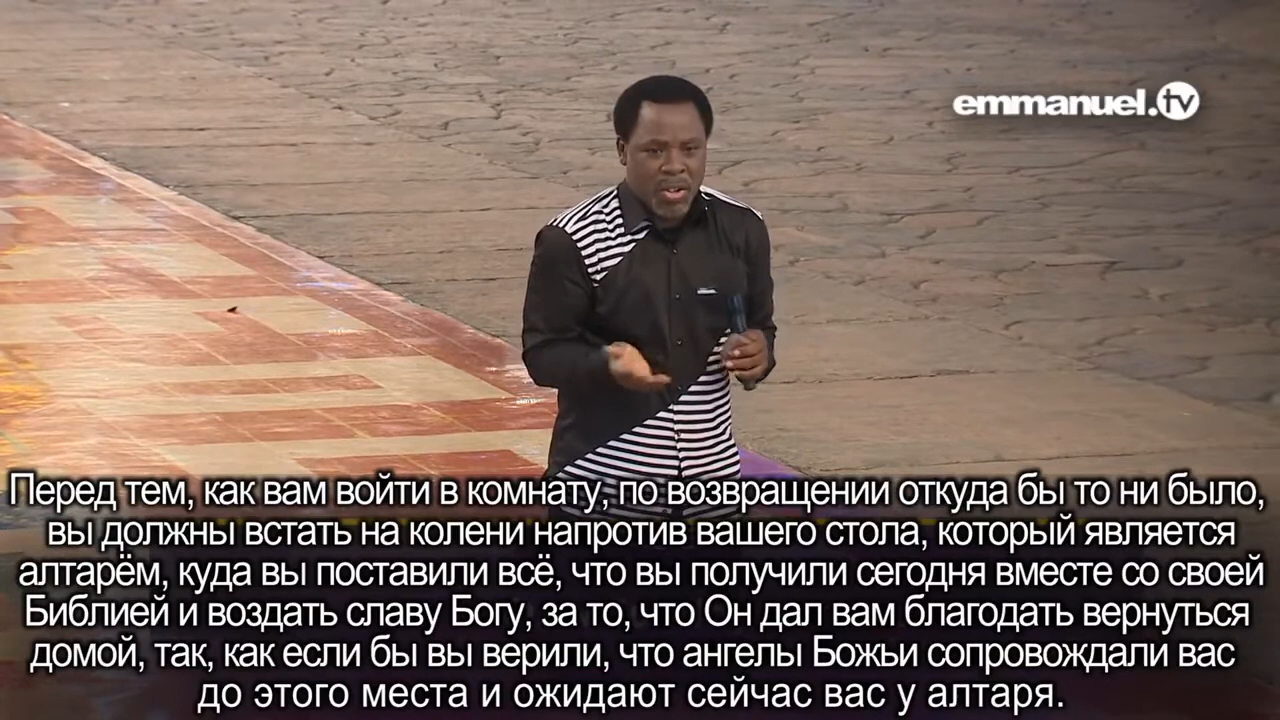 emmanuel.tv
Перед тем, как вам войти в комнату, по возвращении откуда бы то ни было,
вы должны встать на колени напротив вашего стола, который является
алтарём, куда вы поставили всё, что вы получили сегодня вместе со своей
Библией и воздать славу Богу, за то, что Он дал вам благодать вернуться
домой, так, как если бы вы верили, что ангелы Божьи сопровождали вас
до этого места и ожидают сейчас вас у алтаря.